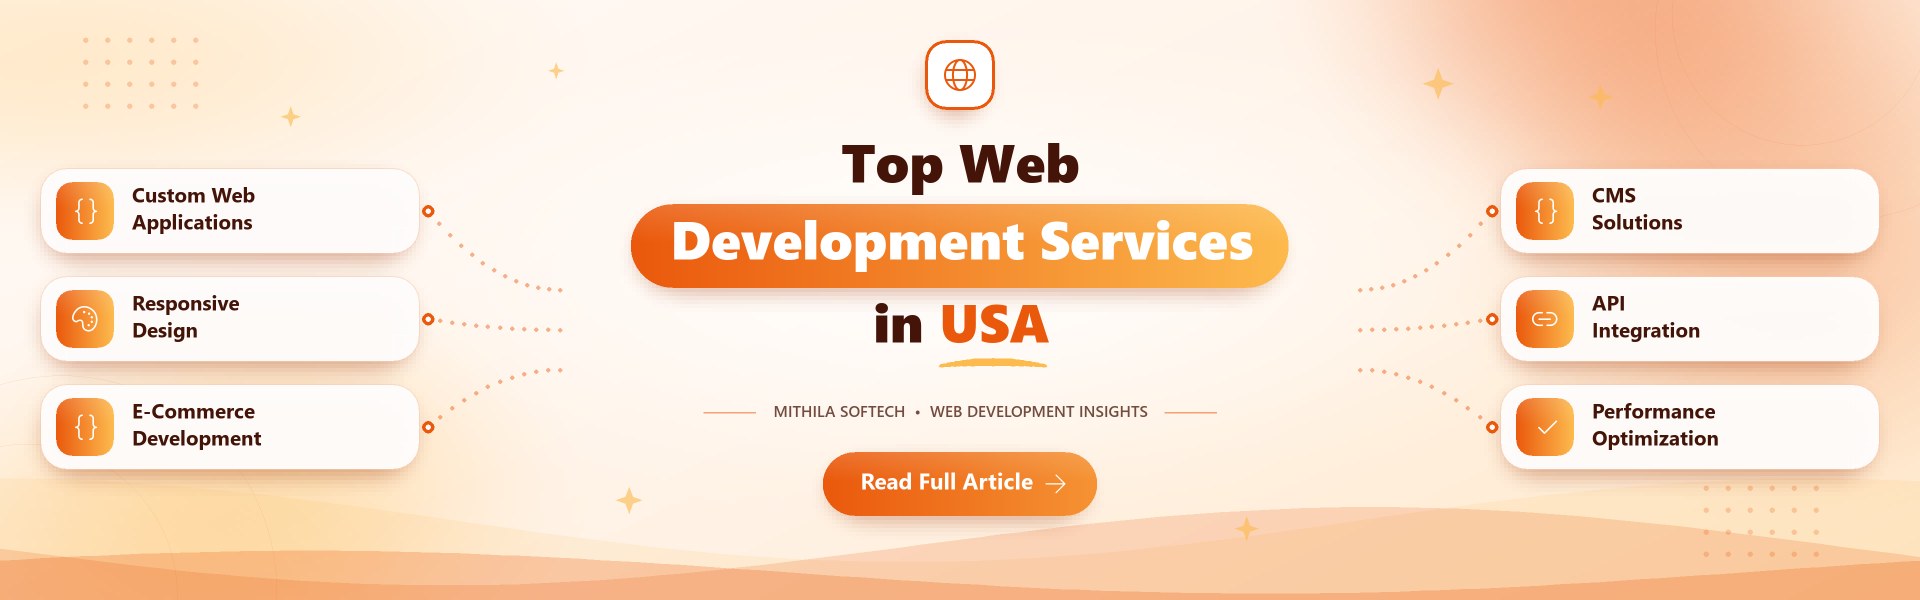 Top Web
Development Services
in USA
MITHILA SOFTECH • WEB DEVELOPMENT INSIGHTS
Read Full Article →
Custom Web
Applications
Responsive
Design
E-Commerce
Development
CMS
Solutions
API
Integration
Performance
Optimization